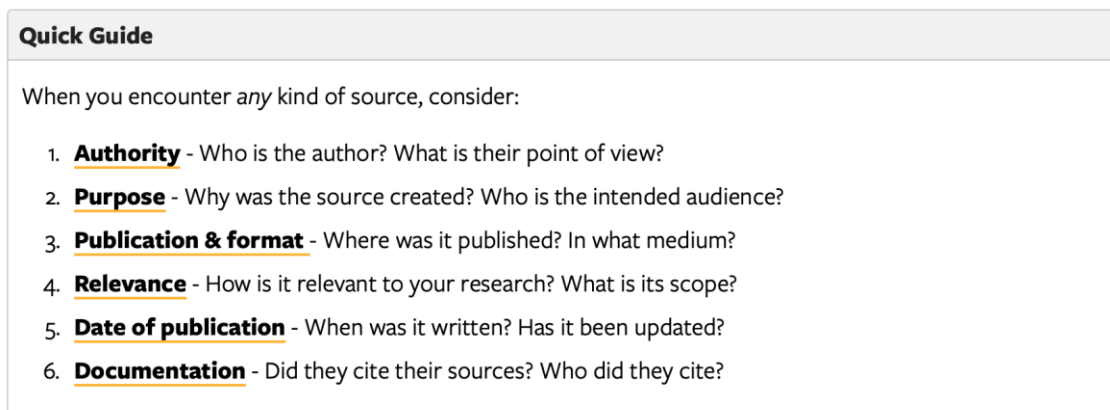 Quick Guide
When you encounter any kind of source, consider:
1. Authority - Who is the author? What is their point of view?
2. Purpose - Why was the source created? Who is the intended audience?
3. Publication & format - Where was it published? In what medium?
4. Relevance - How is it relevant to your research? What is its scope?
5. Date of publication - When was it written? Has it been updated?
6. Documentation - Did they cite their sources? Who did they cite?